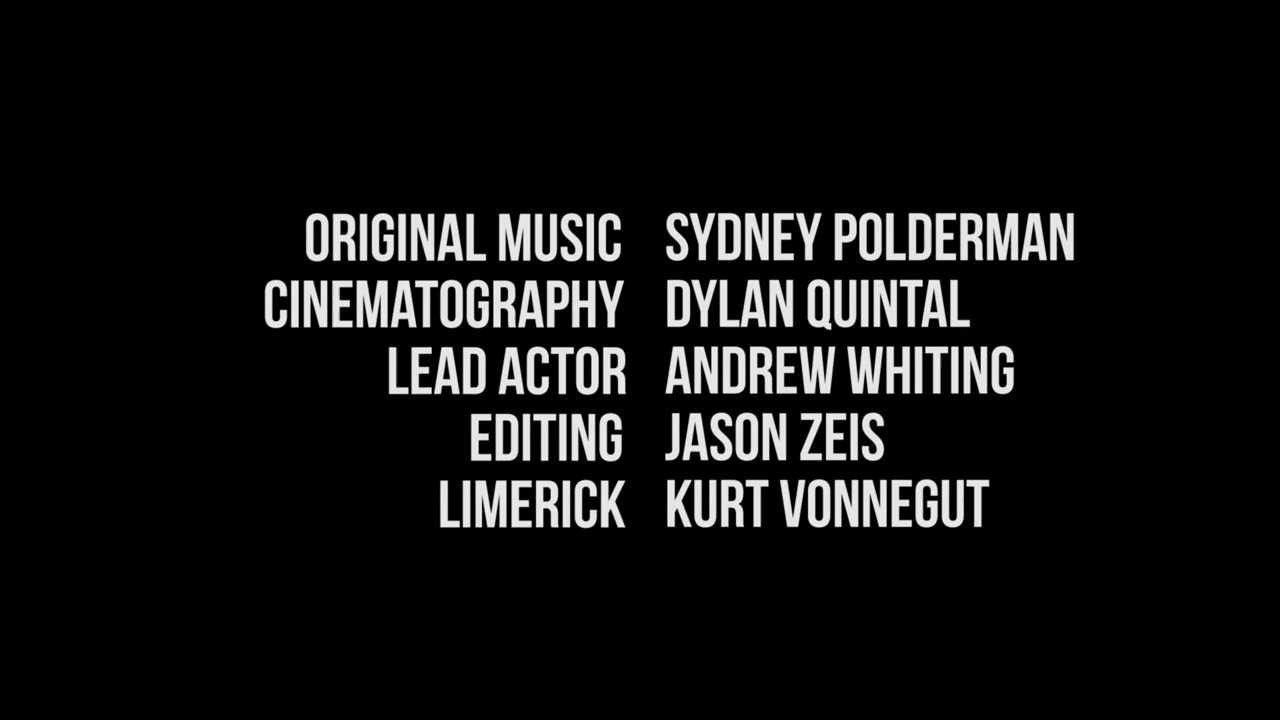 ORIGINAL MUSIC SYDNEY POLDERMAN
CINEMATOGRAPHY DYLAN QUINTAL
LEAD ACTOR ANDREW WHITING
EDITING JASON ZEIS
LIMERICK KURT VONNEGUT